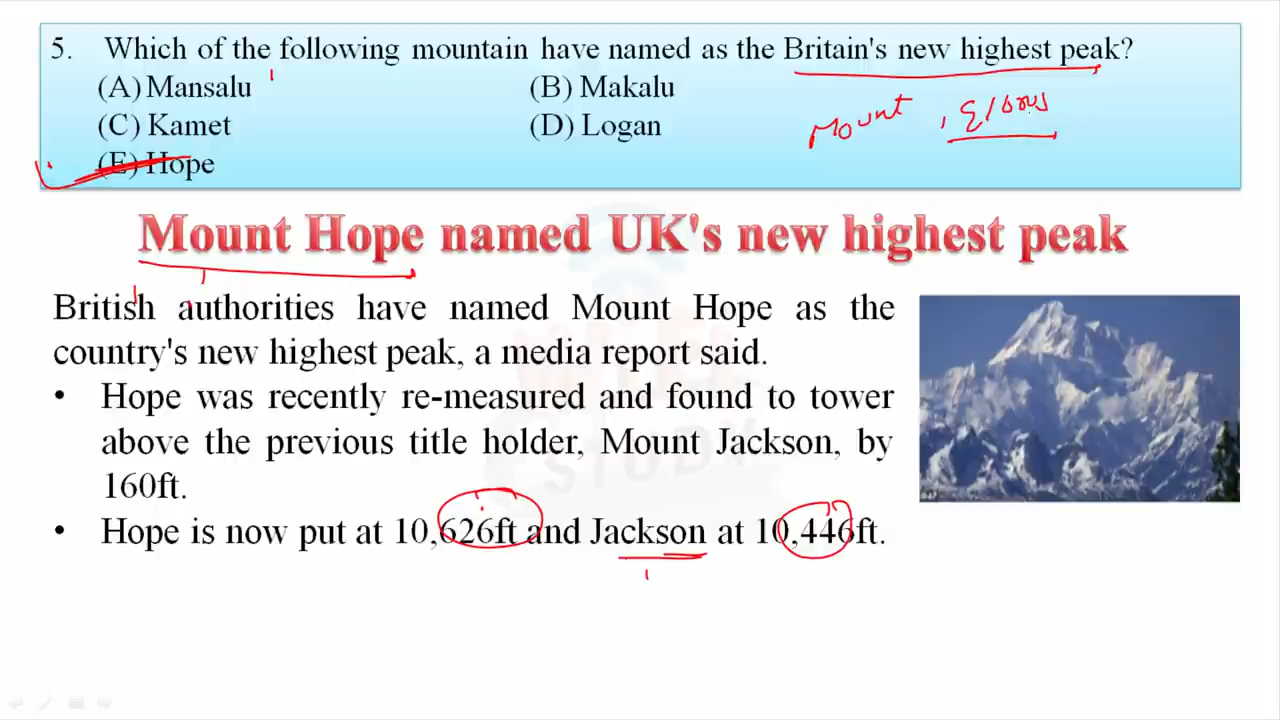 5. Which of the following mountain have named as the Britain's new highest peak?
(A) Mansalu (B) Makalu
(C) Kamet (D) Logan
(E) Hope
Mount Elbrus
Mount Hope named UK's new highest peak
British authorities have named Mount Hope as the
country's new highest peak, a media report said.
• Hope was recently re-measured and found to tower
above the previous title holder, Mount Jackson, by
160ft.
• Hope is now put at 10,626ft and Jackson at 10,446ft.
STUDY